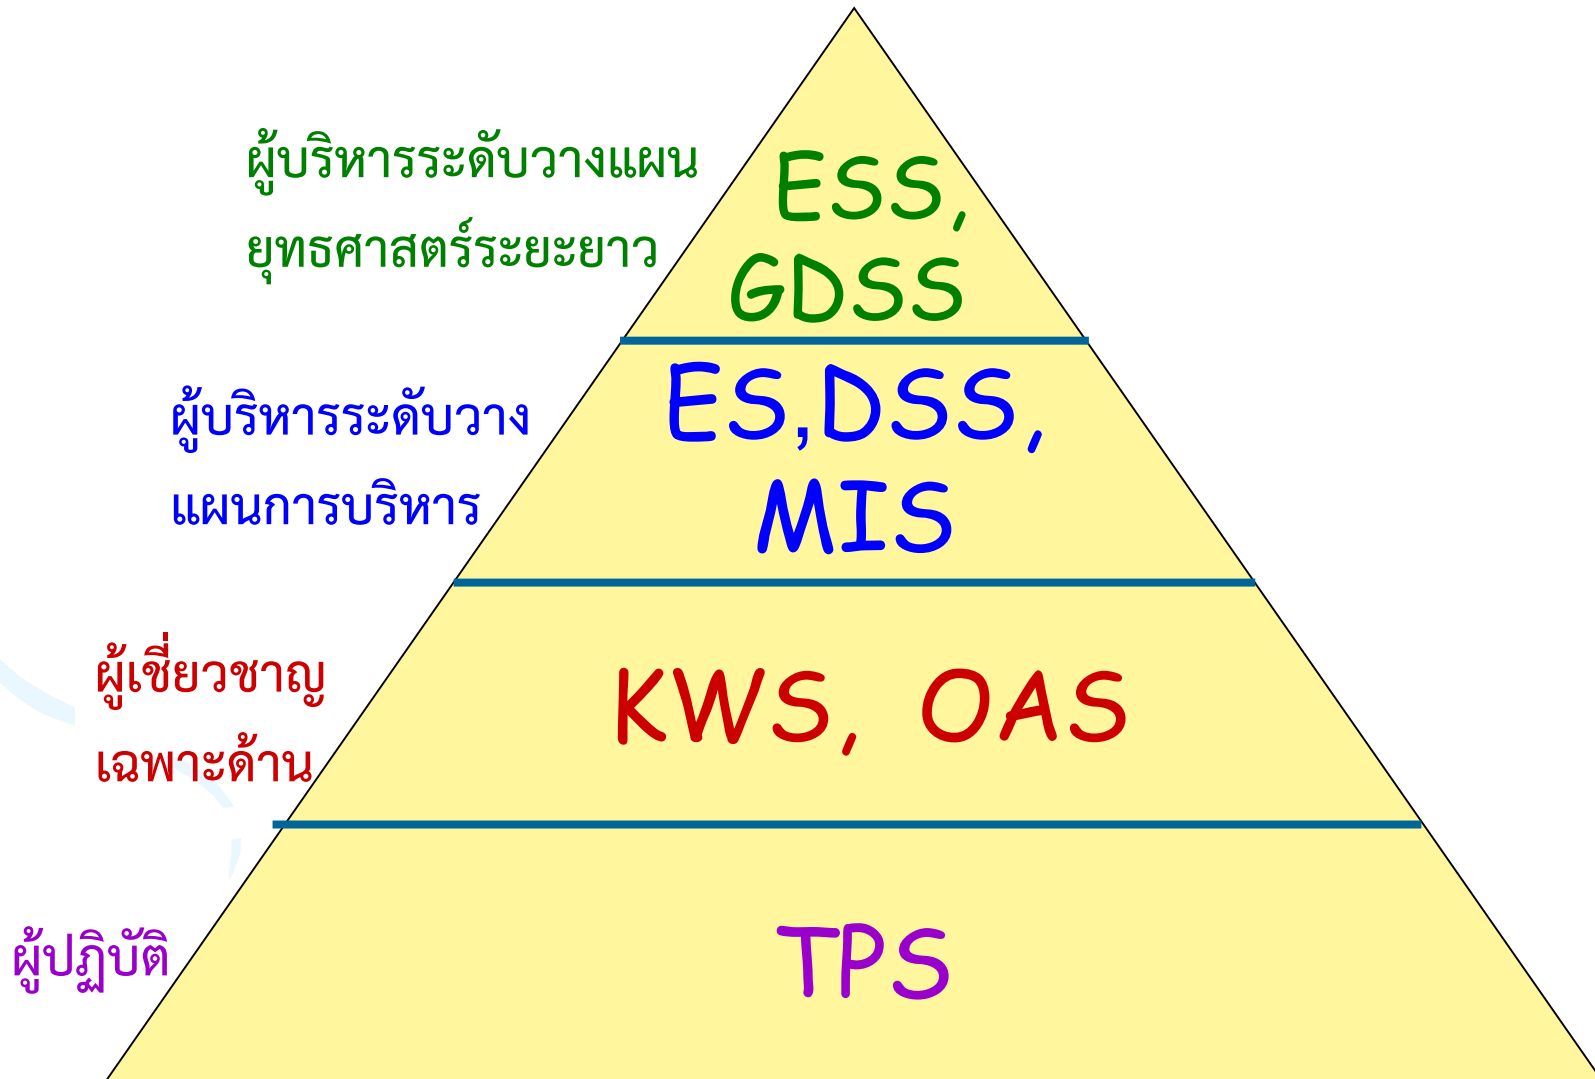 ผู้บริหารระดับวางแผน
ยุทธศาสตร์ระยะยาว
ESS,
GDSS
ผู้บริหารระดับวาง
แผนการบริหาร
ES,DSS,
MIS
ผู้เชี่ยวชาญ
เฉพาะด้าน
KWS, OAS
ผู้ปฏิบัติ
TPS